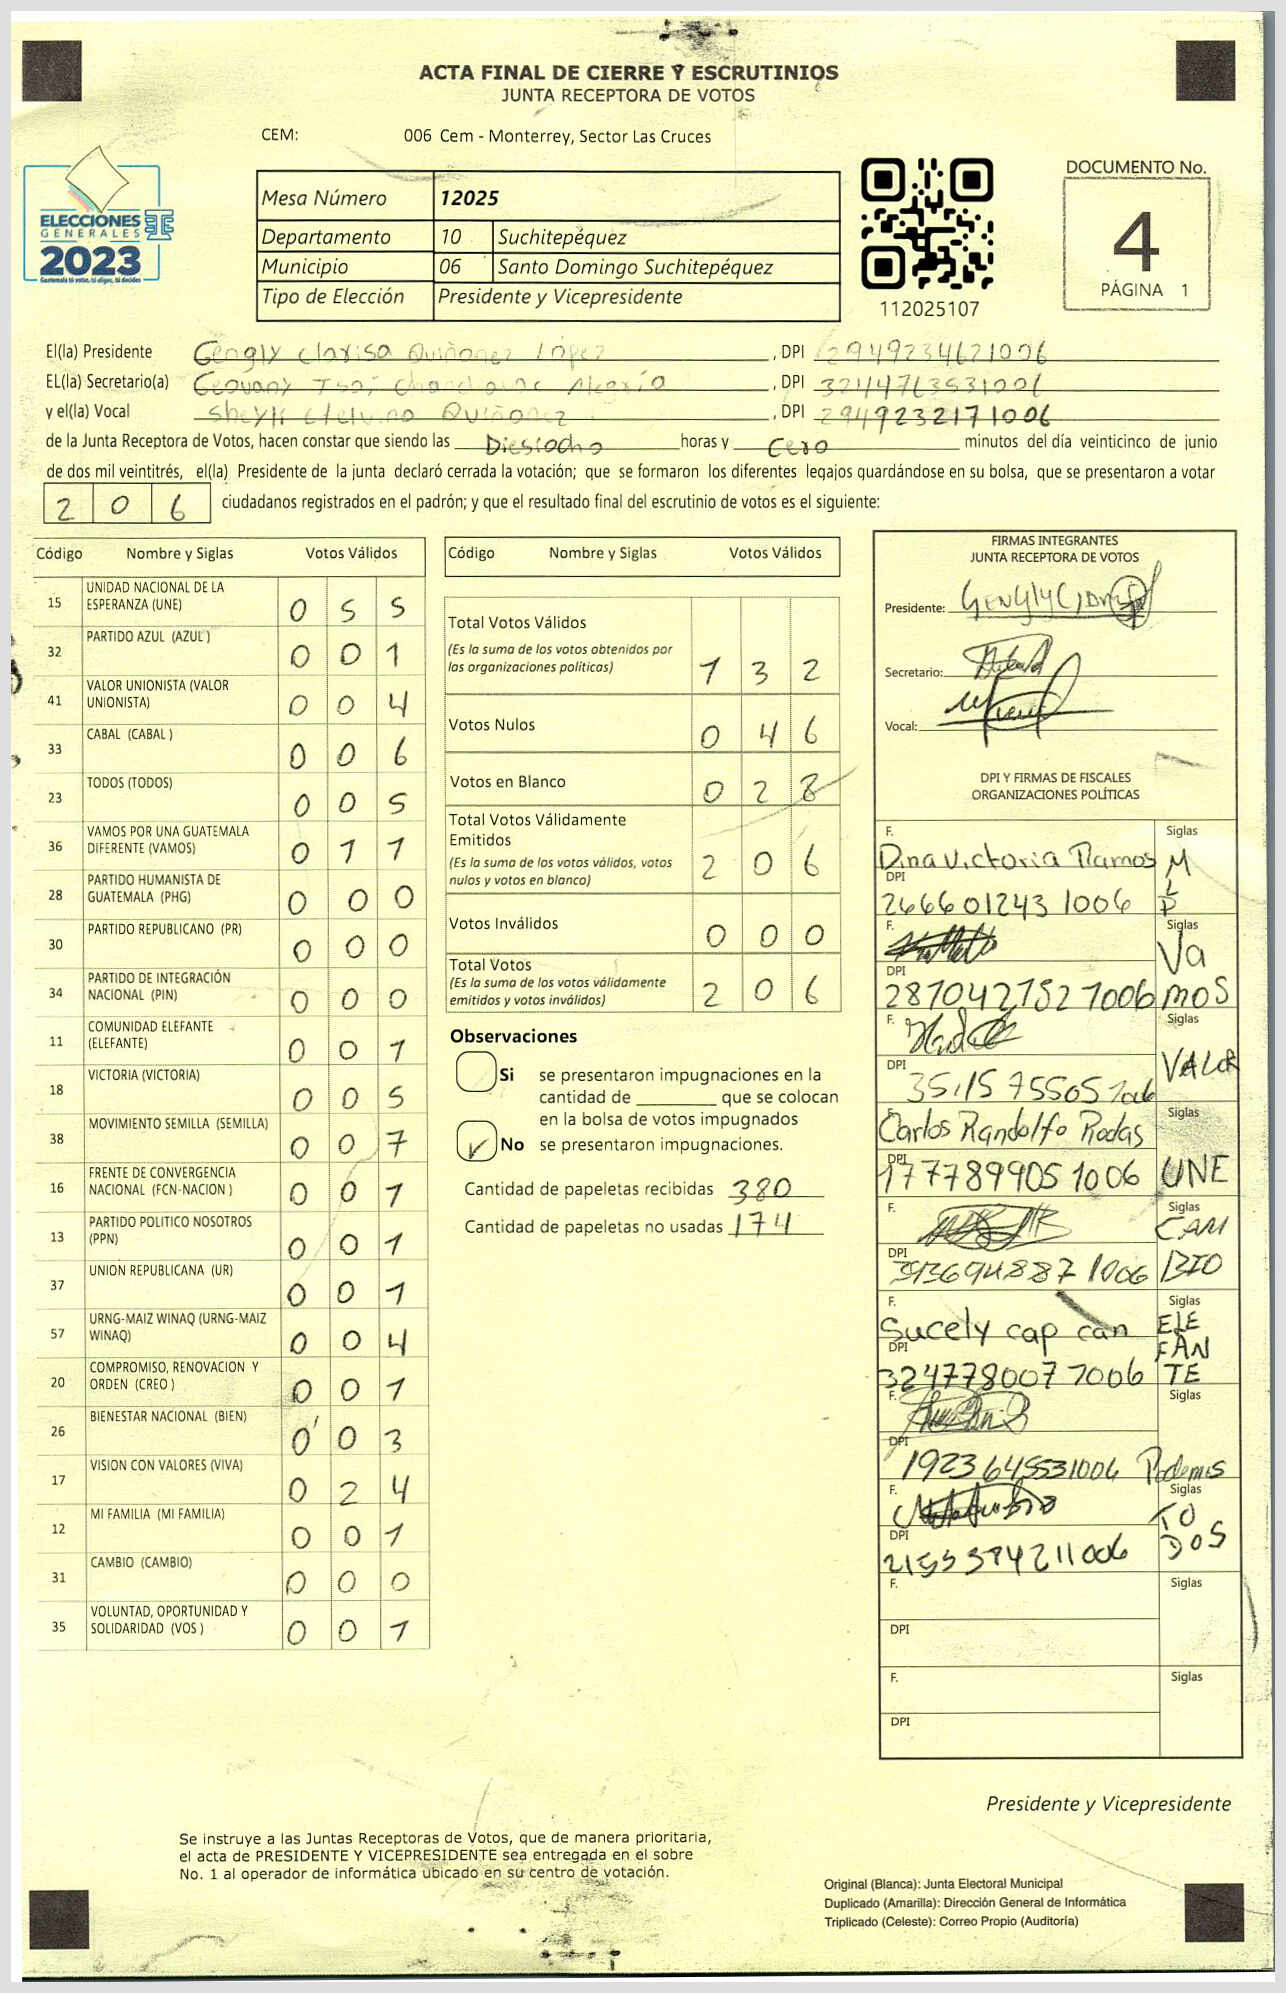 ACTA FINAL DE CIERRE Y ESCRUTINIOS
JUNTA RECEPTORA DE VOTOS
CEM: 006 Cem - Monterrey, Sector Las Cruces
ELECCIONES
GENERALES
2023
Guatemala tú votas, tú eliges, tú decides
Mesa Número 12025
Departamento 10 Suchitepéquez
Municipio 06 Santo Domingo Suchitepéquez
Tipo de Elección Presidente y Vicepresidente
112025107
DOCUMENTO No.
4
PÁGINA 1
El(la) Presidente Gengly Clarisa Quiñonez López , DPI 2949234621006
EL(la) Secretario(a) Geovany , DPI
y el(la) Vocal Quiñonez , DPI 2949232171006
de la Junta Receptora de Votos, hacen constar que siendo las Diesiocho horas y Cero minutos del día veinticinco de junio
de dos mil veintitrés, el(la) Presidente de la junta declaró cerrada la votación; que se formaron los diferentes legajos guardándose en su bolsa, que se presentaron a votar
2 0 6 ciudadanos registrados en el padrón; y que el resultado final del escrutinio de votos es el siguiente:
Código Nombre y Siglas Votos Válidos
15 UNIDAD NACIONAL DE LA ESPERANZA (UNE) 0 5 5
32 PARTIDO AZUL (AZUL ) 0 0 1
41 VALOR UNIONISTA (VALOR UNIONISTA) 0 0 4
33 CABAL (CABAL ) 0 0 6
23 TODOS (TODOS) 0 0 5
36 VAMOS POR UNA GUATEMALA DIFERENTE (VAMOS) 0 1 1
28 PARTIDO HUMANISTA DE GUATEMALA (PHG) 0 0 0
30 PARTIDO REPUBLICANO (PR) 0 0 0
34 PARTIDO DE INTEGRACIÓN NACIONAL (PIN) 0 0 0
11 COMUNIDAD ELEFANTE (ELEFANTE) 0 0 1
18 VICTORIA (VICTORIA) 0 0 5
38 MOVIMIENTO SEMILLA (SEMILLA) 0 0 7
16 FRENTE DE CONVERGENCIA NACIONAL (FCN-NACION ) 0 0 1
13 PARTIDO POLITICO NOSOTROS (PPN) 0 0 1
37 UNION REPUBLICANA (UR) 0 0 1
57 URNG-MAIZ WINAQ (URNG-MAIZ WINAQ) 0 0 4
20 COMPROMISO, RENOVACION Y ORDEN (CREO ) 0 0 1
26 BIENESTAR NACIONAL (BIEN) 0 0 3
17 VISION CON VALORES (VIVA) 0 2 4
12 MI FAMILIA (MI FAMILIA) 0 0 1
31 CAMBIO (CAMBIO) 0 0 0
35 VOLUNTAD, OPORTUNIDAD Y SOLIDARIDAD (VOS ) 0 0 1
Código Nombre y Siglas Votos Válidos
Total Votos Válidos
(Es la suma de los votos obtenidos por
las organizaciones políticas) 1 3 2
Votos Nulos 0 4 6
Votos en Blanco 0 2 8
Total Votos Válidamente
Emitidos
(Es la suma de los votos válidos, votos
nulos y votos en blanco) 2 0 6
Votos Inválidos 0 0 0
Total Votos
(Es la suma de los votos válidamente
emitidos y votos inválidos) 2 0 6
Observaciones
Si se presentaron impugnaciones en la
cantidad de ________ que se colocan
en la bolsa de votos impugnados
No se presentaron impugnaciones.
Cantidad de papeletas recibidas 380
Cantidad de papeletas no usadas 174
FIRMAS INTEGRANTES
JUNTA RECEPTORA DE VOTOS
Presidente:
Secretario:
Vocal:
DPI Y FIRMAS DE FISCALES
ORGANIZACIONES POLÍTICAS
F. Siglas
Dina Victoria Ramos MLP
DPI
2666012431006
F. Siglas
Vamos
DPI
2870427527006
F. Siglas
VALOR
DPI
F. Siglas
Carlos Randolfo Rodas
DPI
1777899051006 UNE
F. Siglas
CAMBIO
DPI
F. Siglas
Sucely cap can ELEFANTE
DPI
3247780077006
F. Siglas
DPI
1923645531006 Podemos
F. Siglas
TODOS
DPI
F. Siglas
DPI
F. Siglas
DPI
Presidente y Vicepresidente
Se instruye a las Juntas Receptoras de Votos, que de manera prioritaria,
el acta de PRESIDENTE Y VICEPRESIDENTE sea entregada en el sobre
No. 1 al operador de informática ubicado en su centro de votación.
Original (Blanca): Junta Electoral Municipal
Duplicado (Amarilla): Dirección General de Informática
Triplicado (Celeste): Correo Propio (Auditoría)